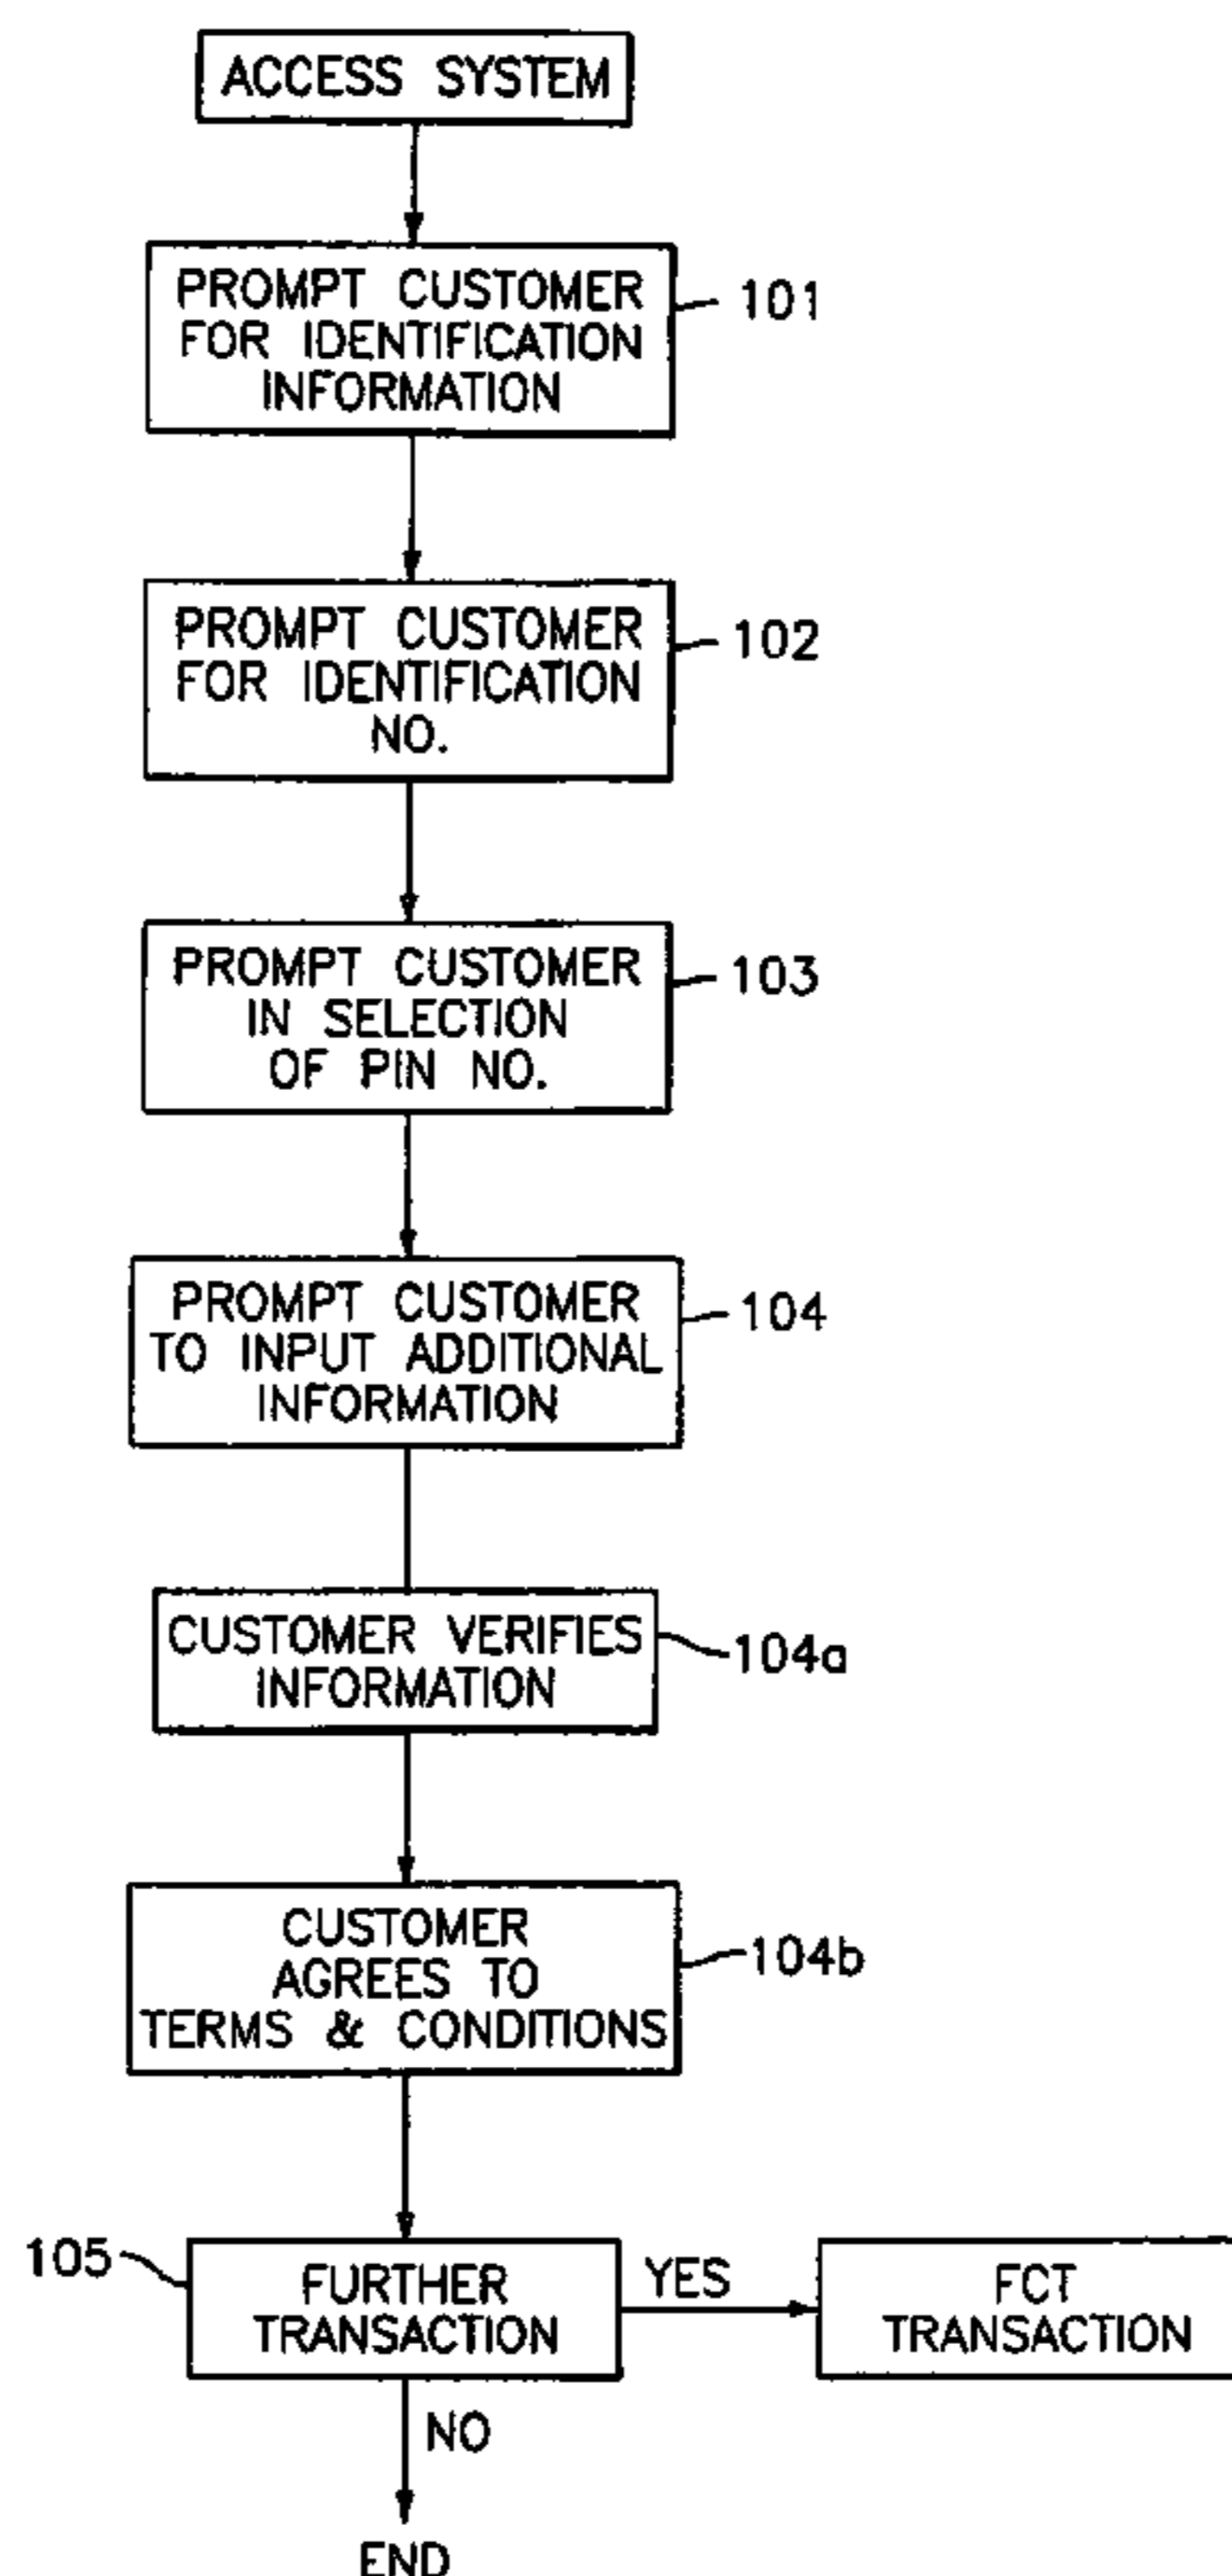 ACCESS SYSTEM
PROMPT CUSTOMER
FOR IDENTIFICATION
INFORMATION
101
PROMPT CUSTOMER
FOR IDENTIFICATION
NO.
102
PROMPT CUSTOMER
IN SELECTION
OF PIN NO.
103
PROMPT CUSTOMER
TO INPUT ADDITIONAL
INFORMATION
104
CUSTOMER VERIFIES
INFORMATION
104a
CUSTOMER
AGREES TO
TERMS & CONDITIONS
104b
105
FURTHER
TRANSACTION
YES
FCT
TRANSACTION
NO
END